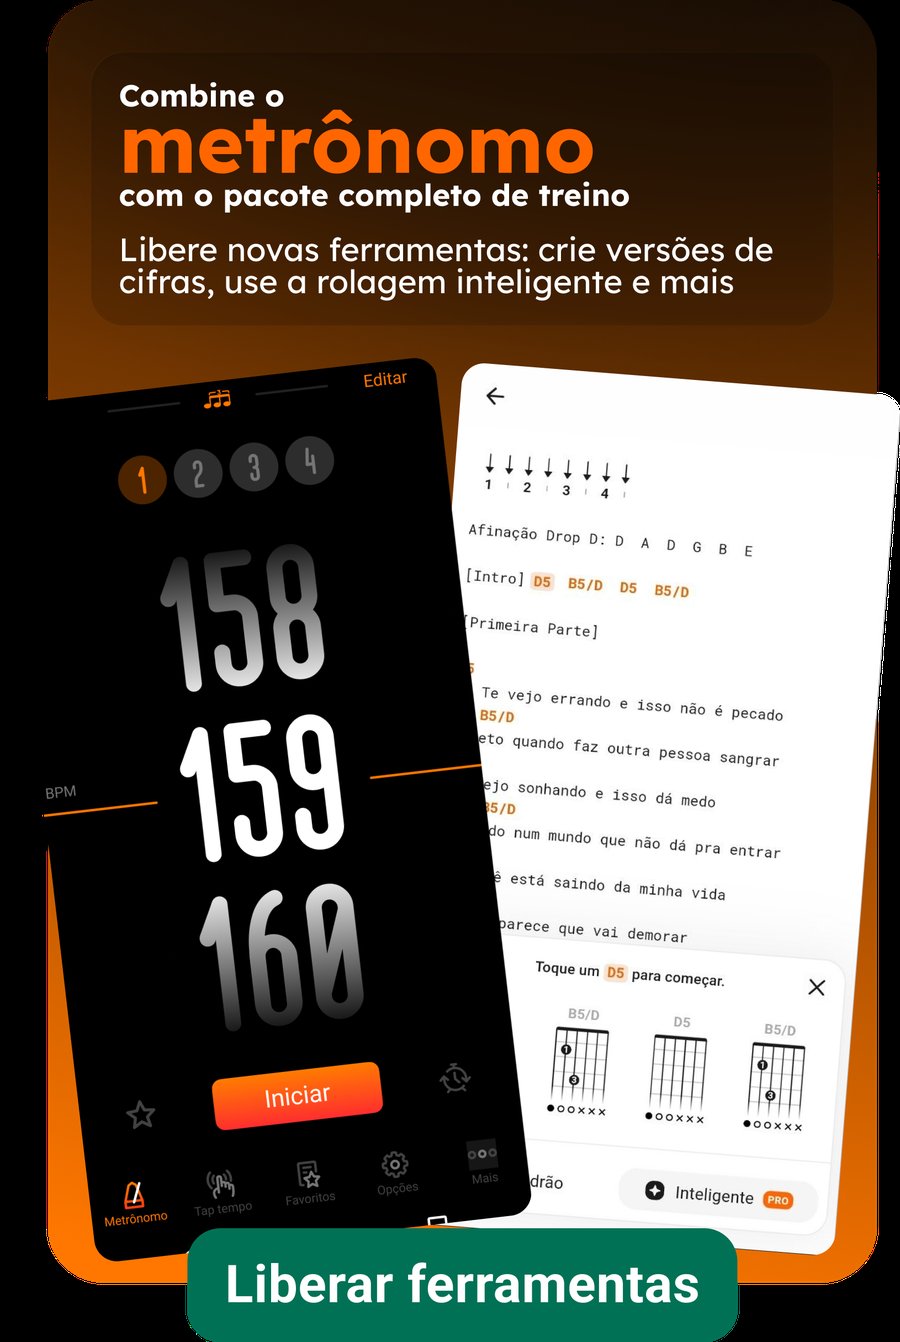 Combine o
metrônomo
com o pacote completo de treino
Libere novas ferramentas: crie versões de
cifras, use a rolagem inteligente e mais
Editar
1 2 3 4
158
BPM
159
160
Iniciar
Metrônomo
Tap tempo
Favoritos
Opções
Mais
1 2 3 4
Afinação Drop D: D A D G B E
[Intro] D5 B5/D D5 B5/D
[Primeira Parte]
5
Te vejo errando e isso não é pecado
B5/D
eto quando faz outra pessoa sangrar
ejo sonhando e isso dá medo
B5/D
do num mundo que não dá pra entrar
ê está saindo da minha vida
parece que vai demorar
Toque um D5 para começar.
B5/D D5 B5/D
1 3 1 3
drão
Inteligente PRO
Liberar ferramentas